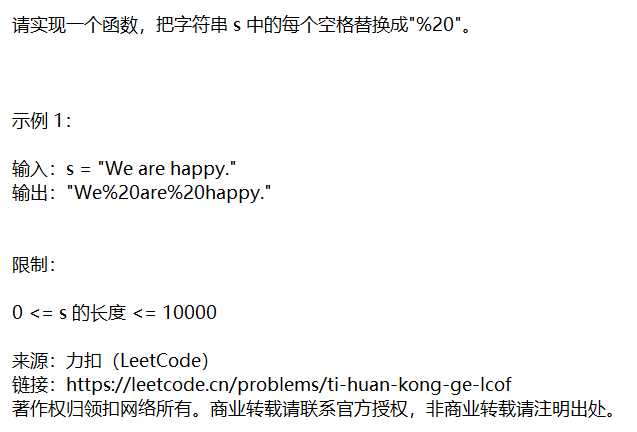 请实现一个函数，把字符串 s 中的每个空格替换成"%20"。
示例 1：
输入：s = "We are happy."
输出："We%20are%20happy."
限制：
0 <= s 的长度 <= 10000
来源：力扣（LeetCode）
链接：https://leetcode.cn/problems/ti-huan-kong-ge-lcof
著作权归领扣网络所有。商业转载请联系官方授权，非商业转载请注明出处。